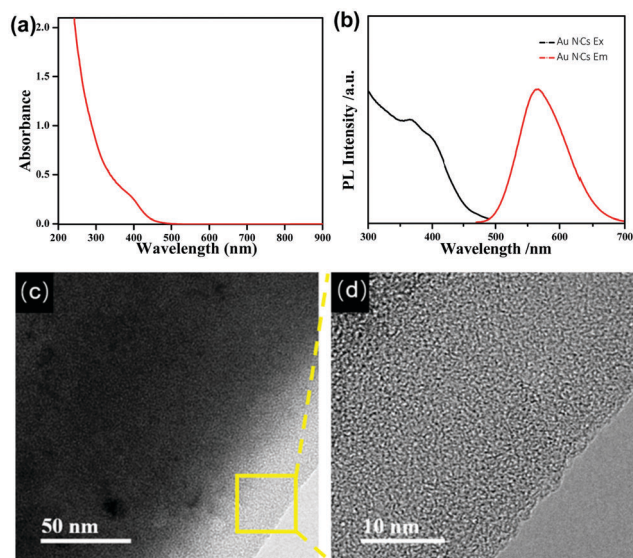 (a)
2.0
1.5
1.0
0.5
0.0
Absorbance
200 300 400 500 600 700 800 900
Wavelength (nm)
(b)
Au NCs Ex
Au NCs Em
PL Intensity /a.u.
300 400 500 600 700
Wavelength /nm
(c)
50 nm
(d)
10 nm